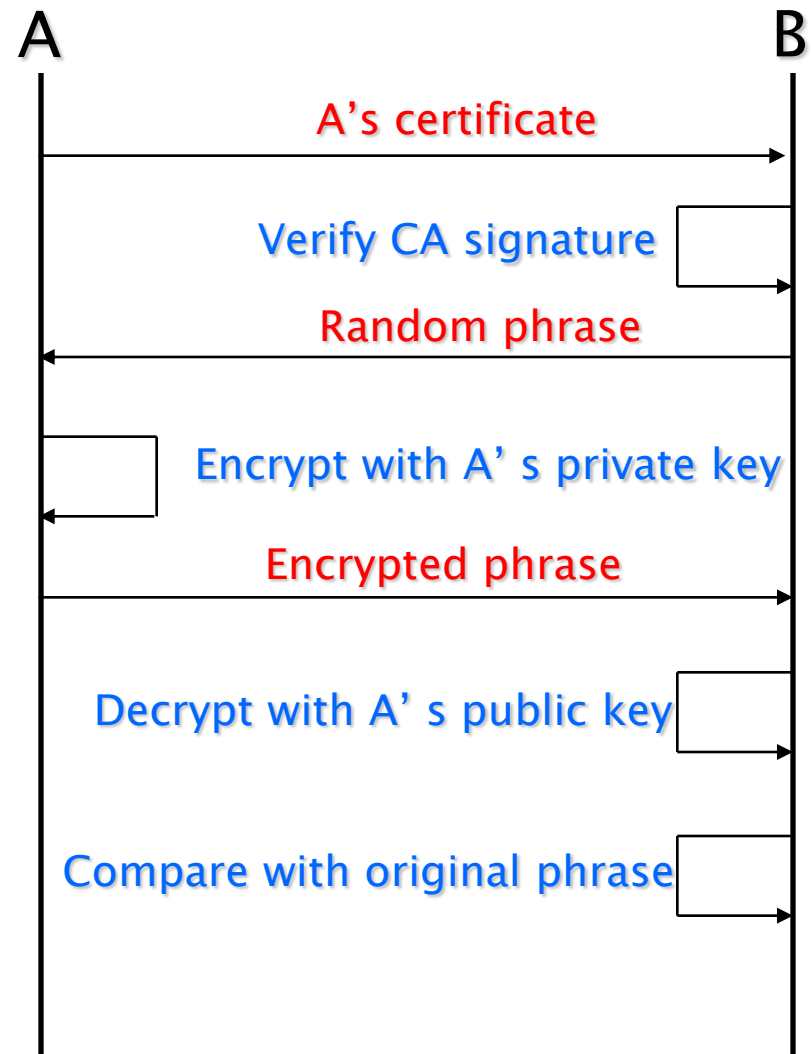 A
B
A’s certificate
Verify CA signature
Random phrase
Encrypt with A’ s private key
Encrypted phrase
Decrypt with A’ s public key
Compare with original phrase